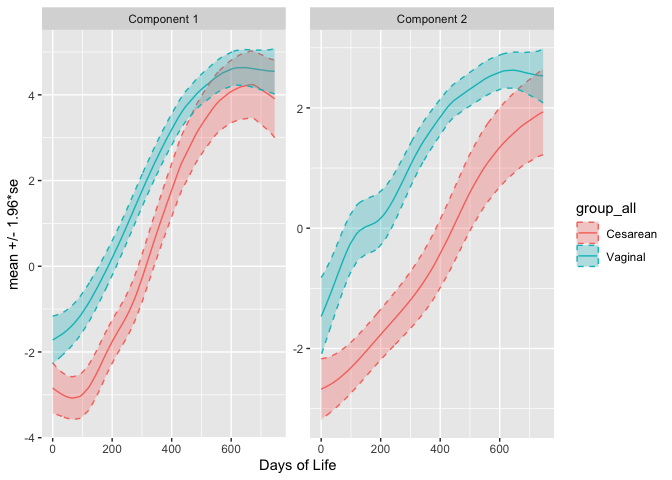 Component 1
Component 2
mean +/- 1.96*se
4
2
0
-2
-4
2
0
-2
0
200
400
600
0
200
400
600
Days of Life
group_all
Cesarean
Vaginal